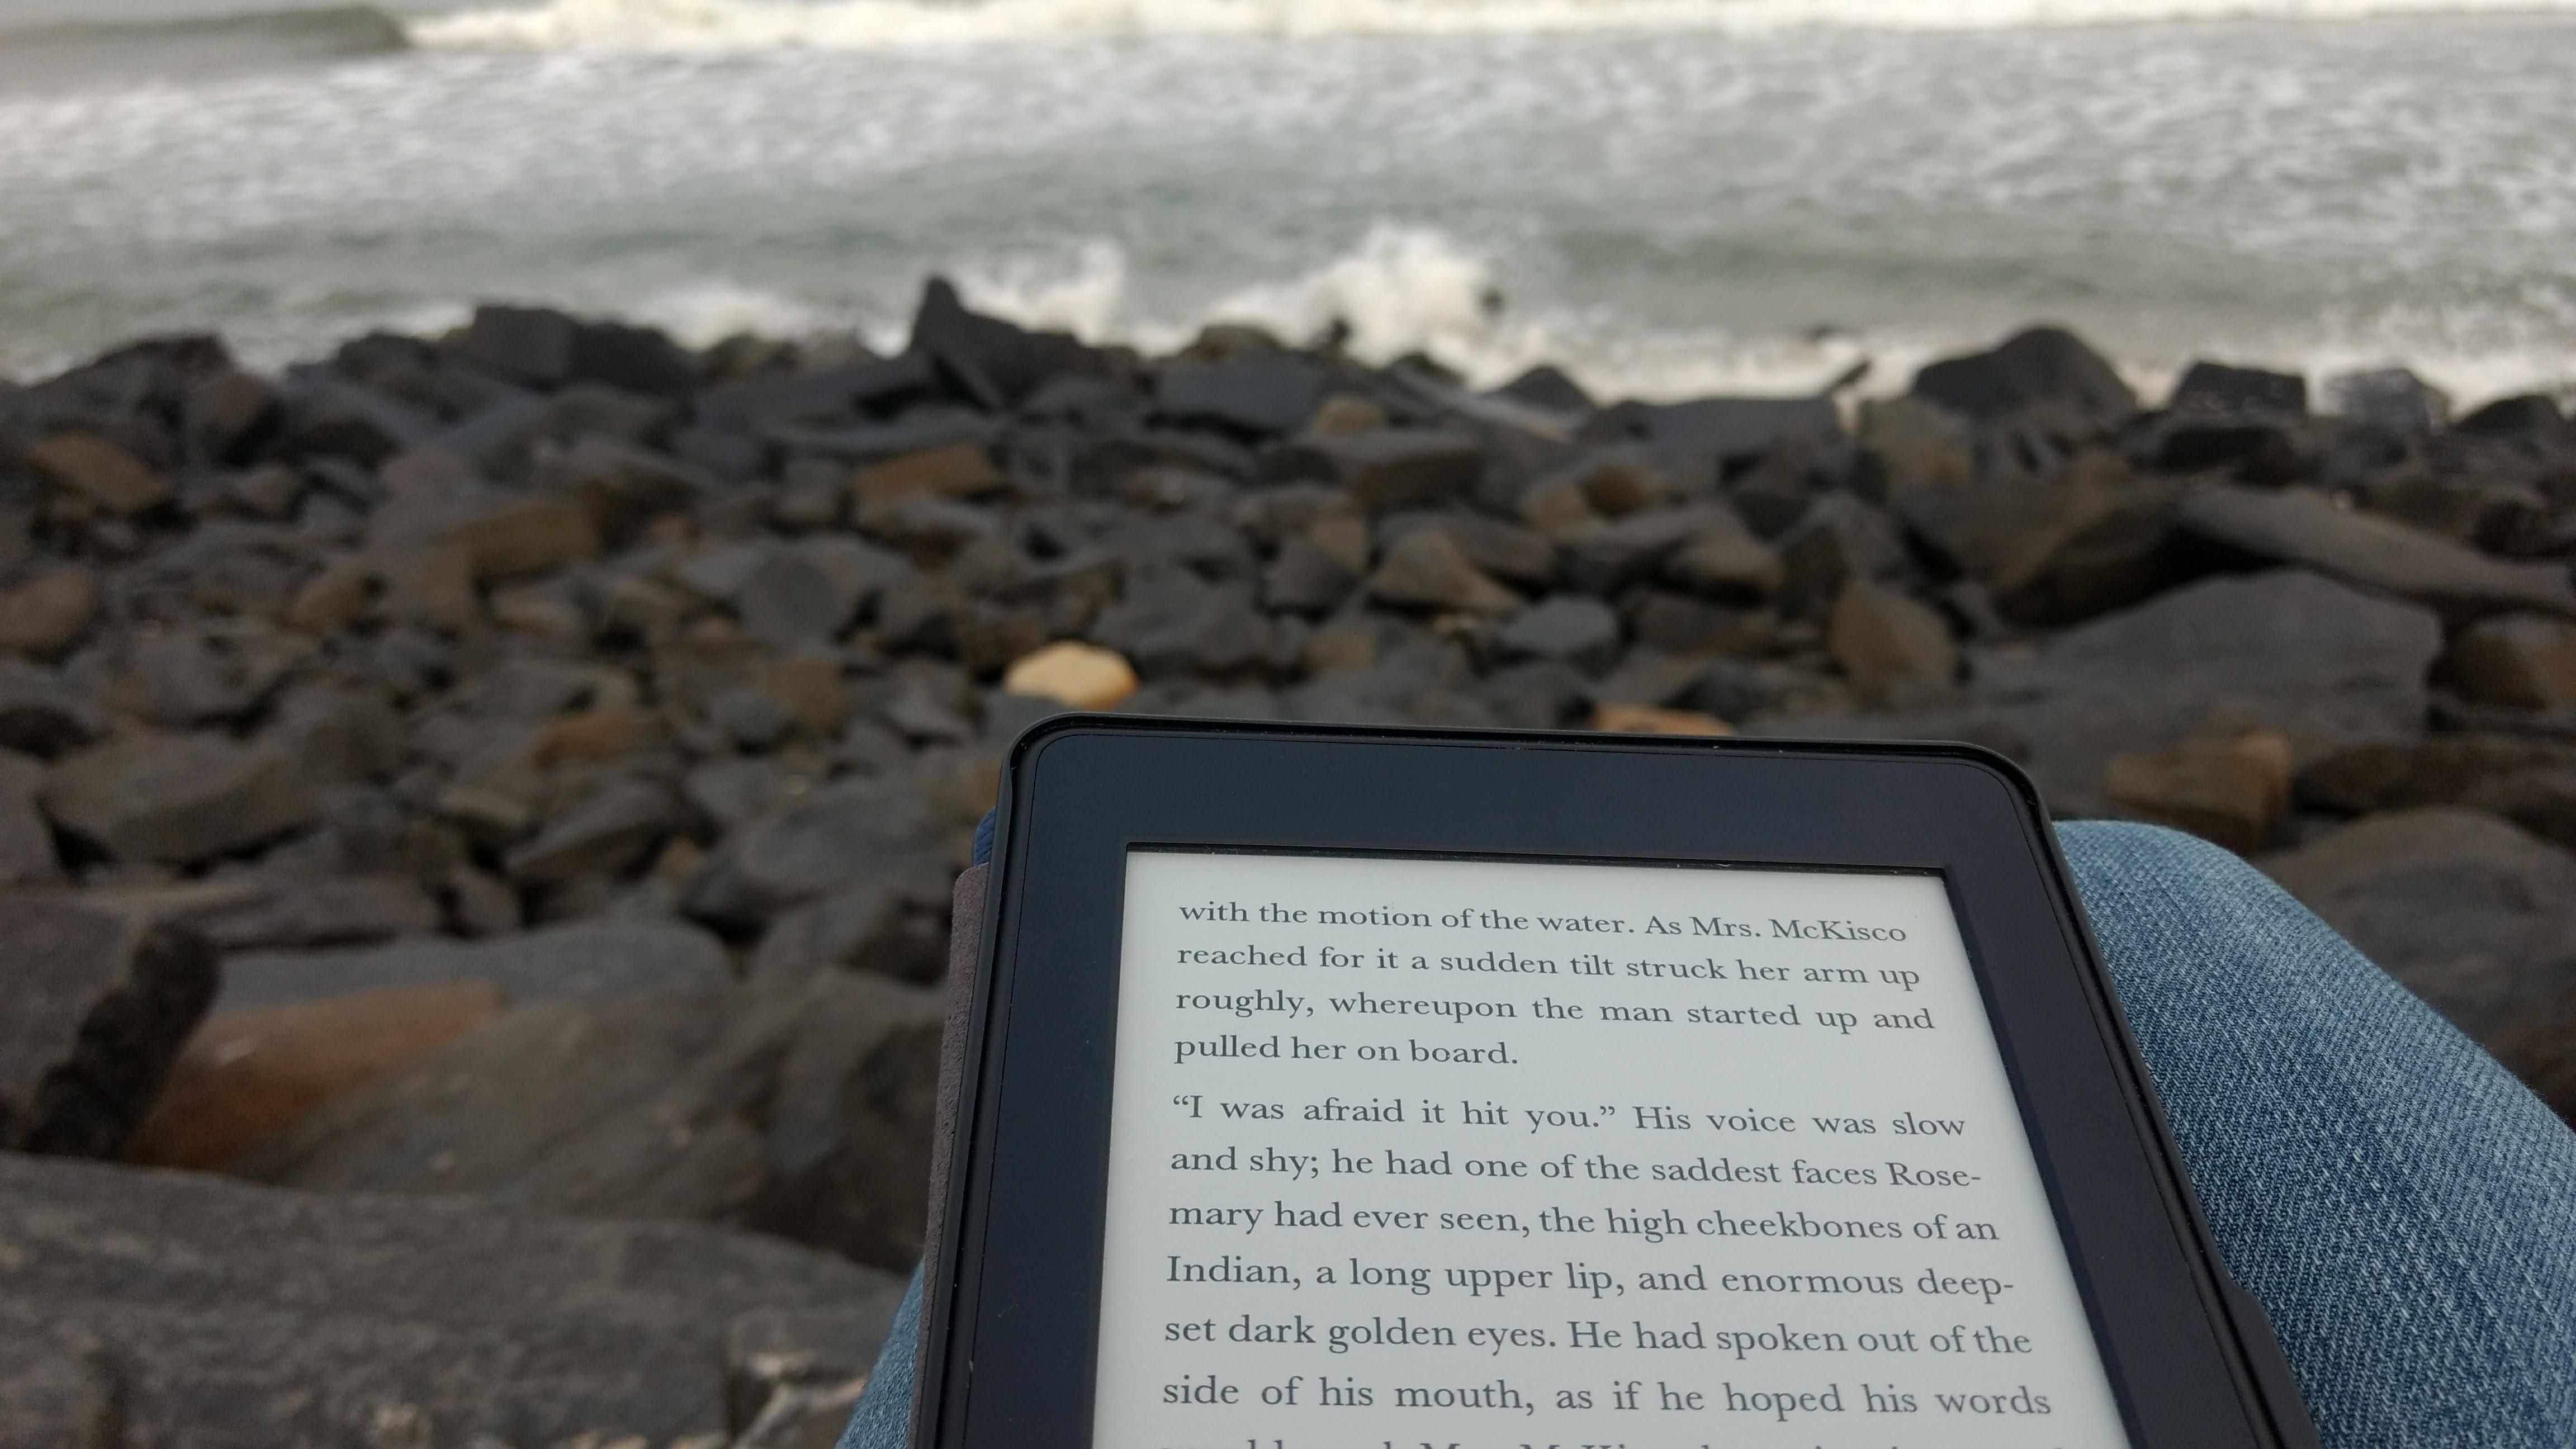 with the motion of the water. As Mrs. McKisco
reached for it a sudden tilt struck her arm up
roughly, whereupon the man started up and
pulled her on board.
“I was afraid it hit you.” His voice was slow
and shy; he had one of the saddest faces Rose-
mary had ever seen, the high cheekbones of an
Indian, a long upper lip, and enormous deep-
set dark golden eyes. He had spoken out of the
side of his mouth, as if he hoped his words